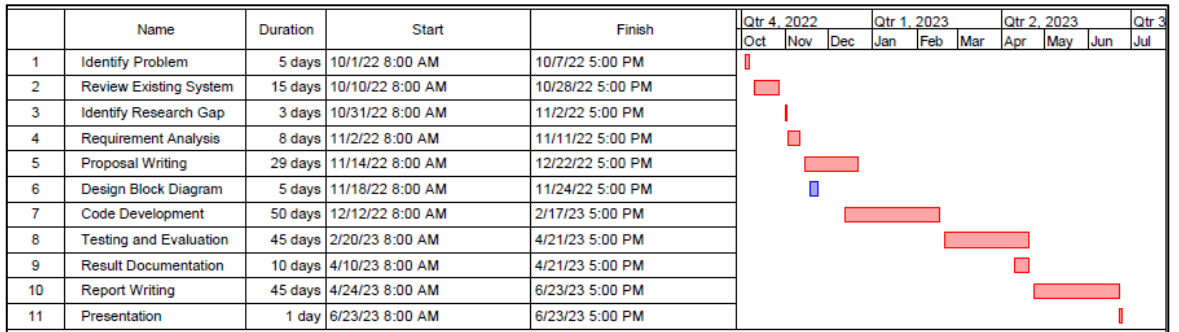 Name Duration Start Finish Qtr 4, 2022 Qtr 1, 2023 Qtr 2, 2023 Qtr 3
Oct Nov Dec Jan Feb Mar Apr May Jun Jul
1 Identify Problem 5 days 10/1/22 8:00 AM 10/7/22 5:00 PM
2 Review Existing System 15 days 10/10/22 8:00 AM 10/28/22 5:00 PM
3 Identify Research Gap 3 days 10/31/22 8:00 AM 11/2/22 5:00 PM
4 Requirement Analysis 8 days 11/2/22 8:00 AM 11/11/22 5:00 PM
5 Proposal Writing 29 days 11/14/22 8:00 AM 12/22/22 5:00 PM
6 Design Block Diagram 5 days 11/18/22 8:00 AM 11/24/22 5:00 PM
7 Code Development 50 days 12/12/22 8:00 AM 2/17/23 5:00 PM
8 Testing and Evaluation 45 days 2/20/23 8:00 AM 4/21/23 5:00 PM
9 Result Documentation 10 days 4/10/23 8:00 AM 4/21/23 5:00 PM
10 Report Writing 45 days 4/24/23 8:00 AM 6/23/23 5:00 PM
11 Presentation 1 day 6/23/23 8:00 AM 6/23/23 5:00 PM